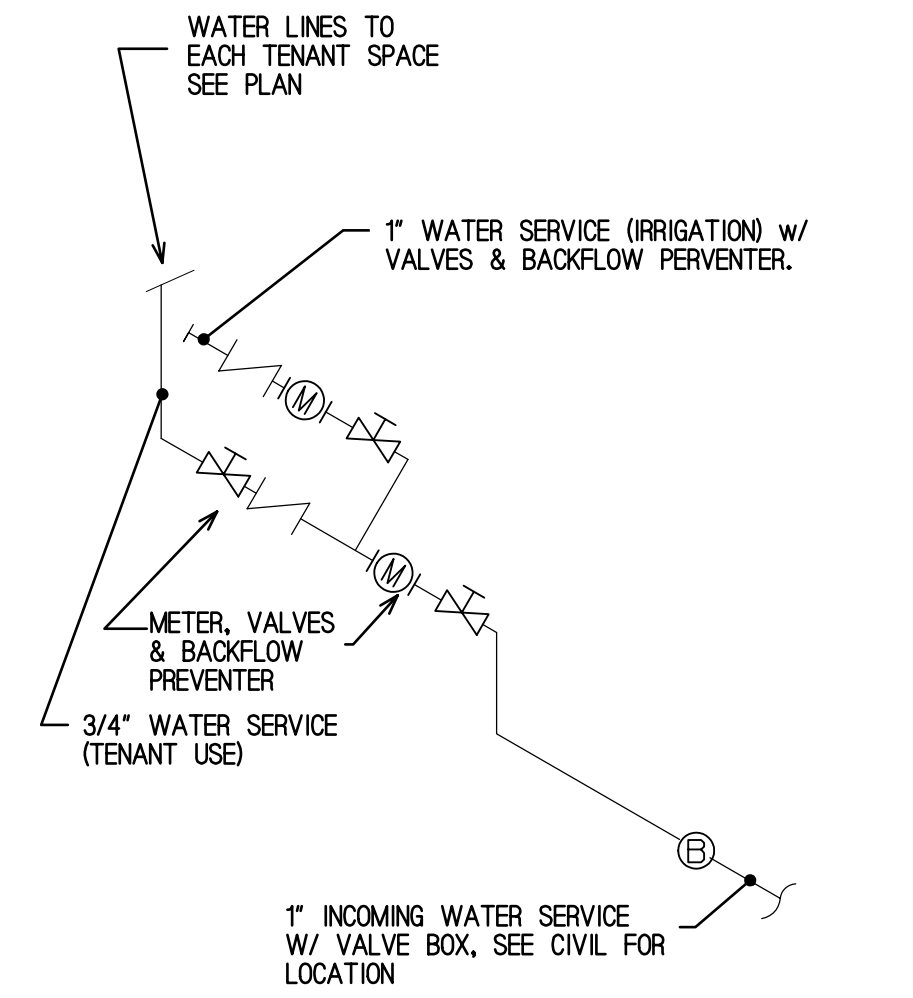 WATER LINES TO
EACH TENANT SPACE
SEE PLAN
1" WATER SERVICE (IRRIGATION) w/
VALVES & BACKFLOW PERVENTER.
M
M
METER, VALVES
& BACKFLOW
PREVENTER
3/4" WATER SERVICE
(TENANT USE)
B
1" INCOMING WATER SERVICE
W/ VALVE BOX, SEE CIVIL FOR
LOCATION